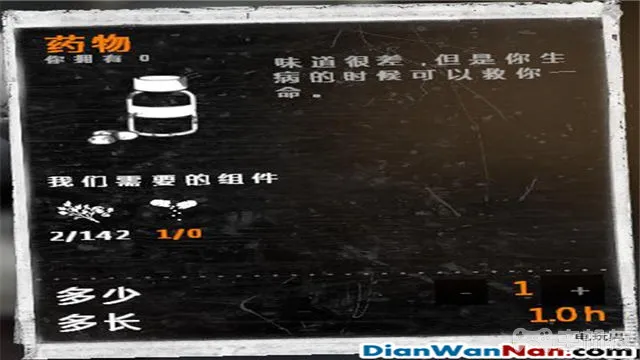 药物
你拥有 0
味道很差,但是你生
病的时候可以救你一
命。
我们需要的组件
2/142 1/0
多少
- 1 +
多长
1.0h
DianWanNan.com